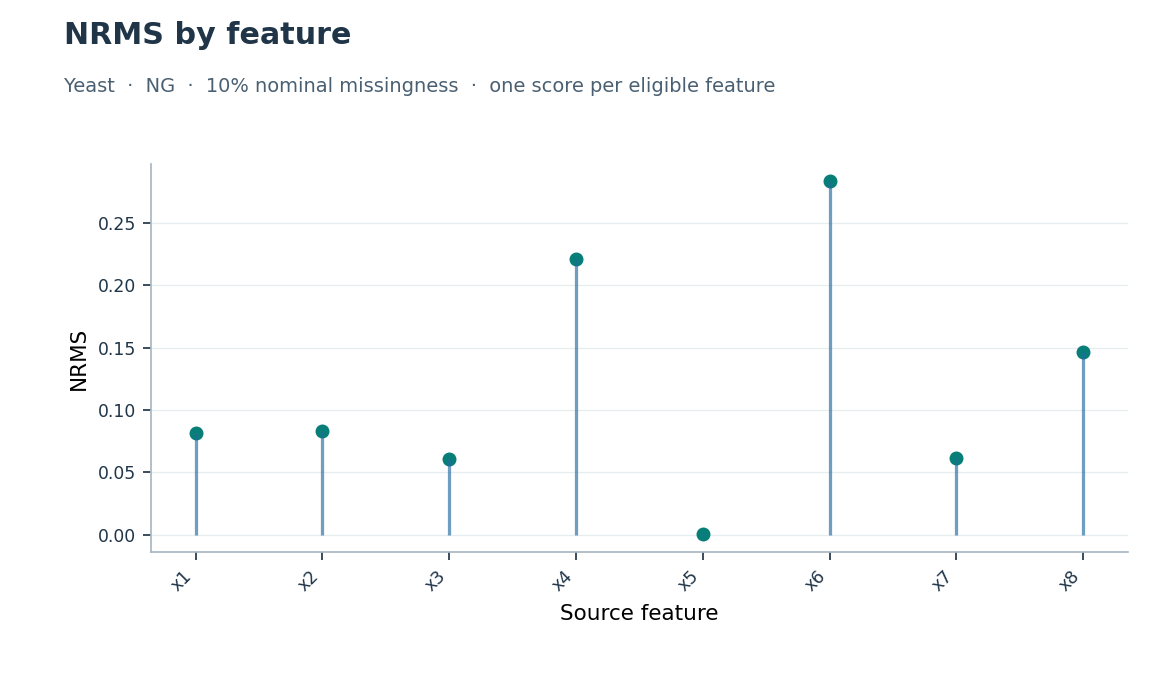 NRMS by feature
Yeast · NG · 10% nominal missingness · one score per eligible feature
0.25
0.20
0.15
0.10
0.05
0.00
NRMS
x1 x2 x3 x4 x5 x6 x7 x8
Source feature